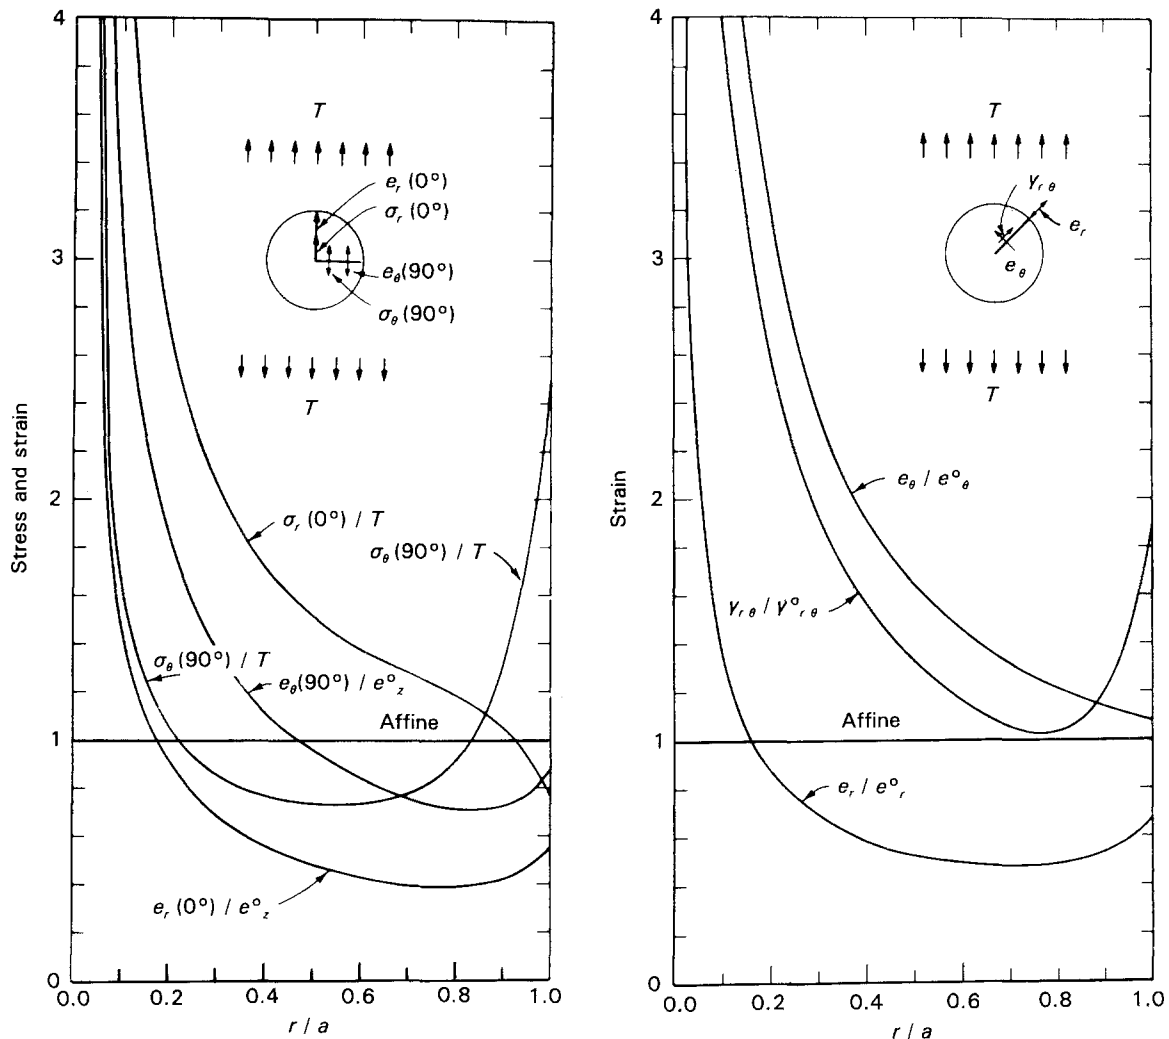 4
3
2
1
0
Stress and strain
T
e_r (0°)
σ_r (0°)
e_θ (90°)
σ_θ (90°)
T
σ_r (0°) / T
σ_θ (90°) / T
σ_θ (90°) / T
e_θ (90°) / e°_z
Affine
e_r (0°) / e°_z
0.0 0.2 0.4 0.6 0.8 1.0
r / a
4
3
2
1
0
Strain
T
γ_rθ
e_r
e_θ
T
e_θ / e°_θ
γ_rθ / γ°_rθ
Affine
e_r / e°_r
0.0 0.2 0.4 0.6 0.8 1.0
r / a